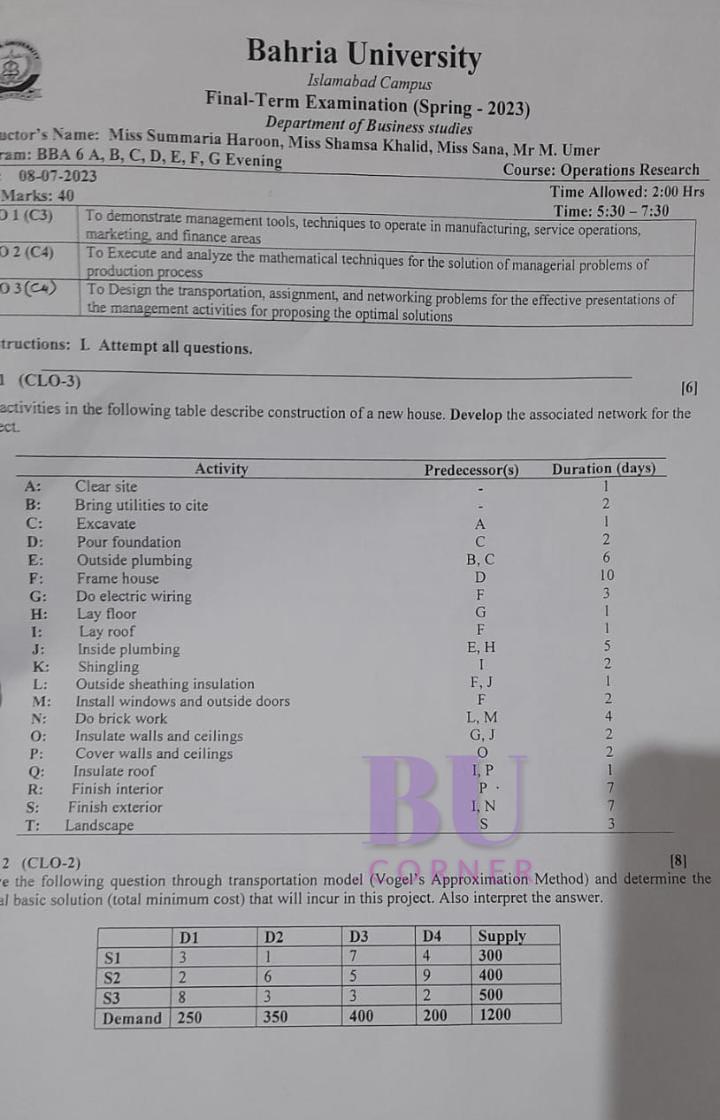 Bahria University
Islamabad Campus
Final-Term Examination (Spring - 2023)
Department of Business studies
uctor's Name: Miss Summaria Haroon, Miss Shamsa Khalid, Miss Sana, Mr M. Umer
ram: BBA 6 A, B, C, D, E, F, G Evening
Course: Operations Research
: 08-07-2023
Time Allowed: 2:00 Hrs
Marks: 40
Time: 5:30 – 7:30
O 1 (C3) To demonstrate management tools, techniques to operate in manufacturing, service operations,
marketing, and finance areas
O 2 (C4) To Execute and analyze the mathematical techniques for the solution of managerial problems of
production process
O 3(C4) To Design the transportation, assignment, and networking problems for the effective presentations of
the management activities for proposing the optimal solutions
tructions: I. Attempt all questions.
1 (CLO-3) [6]
activities in the following table describe construction of a new house. Develop the associated network for the
ect.
Activity Predecessor(s) Duration (days)
A: Clear site - 1
B: Bring utilities to cite - 2
C: Excavate A 1
D: Pour foundation C 2
E: Outside plumbing B, C 6
F: Frame house D 10
G: Do electric wiring F 3
H: Lay floor G 1
I: Lay roof F 1
J: Inside plumbing E, H 5
K: Shingling I 2
L: Outside sheathing insulation F, J 1
M: Install windows and outside doors F 2
N: Do brick work L, M 4
O: Insulate walls and ceilings G, J 2
P: Cover walls and ceilings O 2
Q: Insulate roof I, P 1
R: Finish interior P 7
S: Finish exterior I, N 7
T: Landscape S 3
BU
CORNER
2 (CLO-2) [8]
e the following question through transportation model (Vogel's Approximation Method) and determine the
al basic solution (total minimum cost) that will incur in this project. Also interpret the answer.
D1 D2 D3 D4 Supply
S1 3 1 7 4 300
S2 2 6 5 9 400
S3 8 3 3 2 500
Demand 250 350 400 200 1200